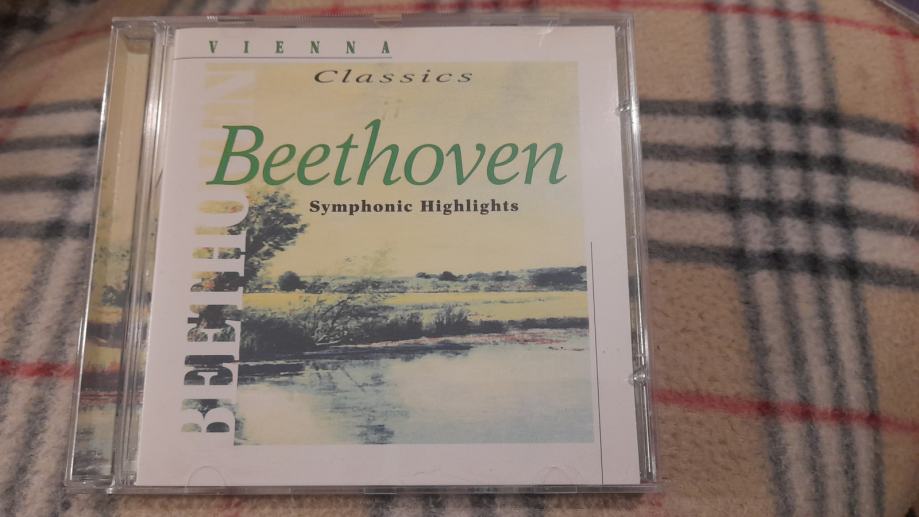 VIENNA
Classics
Beethoven
Symphonic Highlights
BEETHOVEN